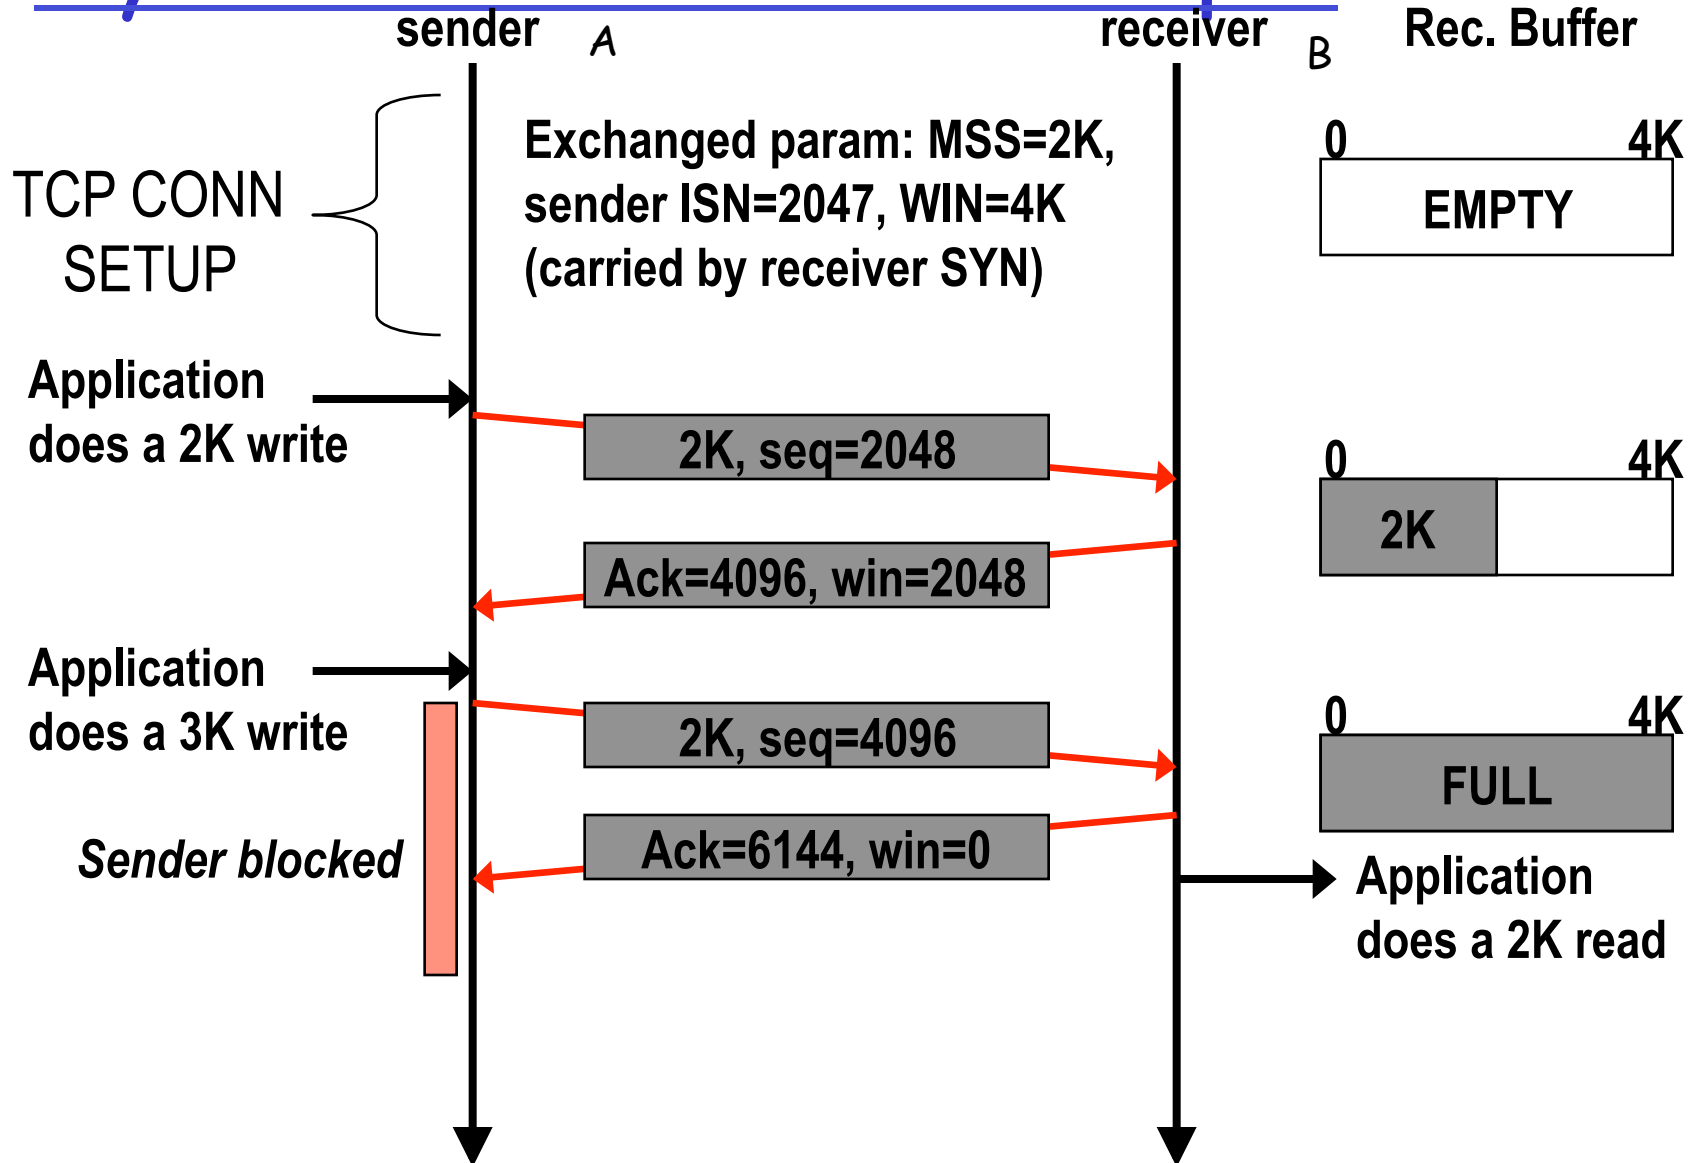 sender A receiver B Rec. Buffer
Exchanged param: MSS=2K,
sender ISN=2047, WIN=4K
(carried by receiver SYN)
TCP CONN
SETUP
0 4K
EMPTY
Application
does a 2K write
2K, seq=2048
0 4K
2K
Ack=4096, win=2048
Application
does a 3K write
2K, seq=4096
0 4K
FULL
Sender blocked
Ack=6144, win=0
Application
does a 2K read